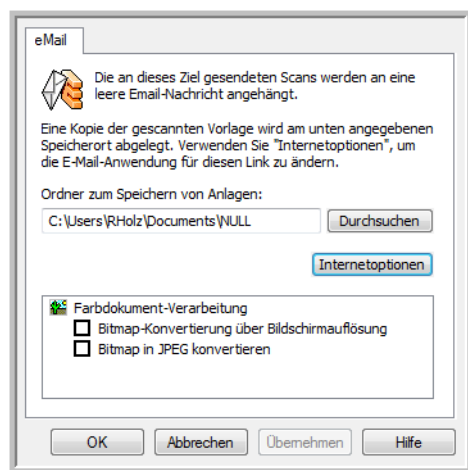 eMail
Die an dieses Ziel gesendeten Scans werden an eine
leere Email-Nachricht angehängt.
Eine Kopie der gescannten Vorlage wird am unten angegebenen
Speicherort abgelegt. Verwenden Sie "Internetoptionen", um
die E-Mail-Anwendung für diesen Link zu ändern.
Ordner zum Speichern von Anlagen:
C:\Users\RHolz\Documents\NULL Durchsuchen
Internetoptionen
Farbdokument-Verarbeitung
Bitmap-Konvertierung über Bildschirmauflösung
Bitmap in JPEG konvertieren
OK Abbrechen Übernehmen Hilfe